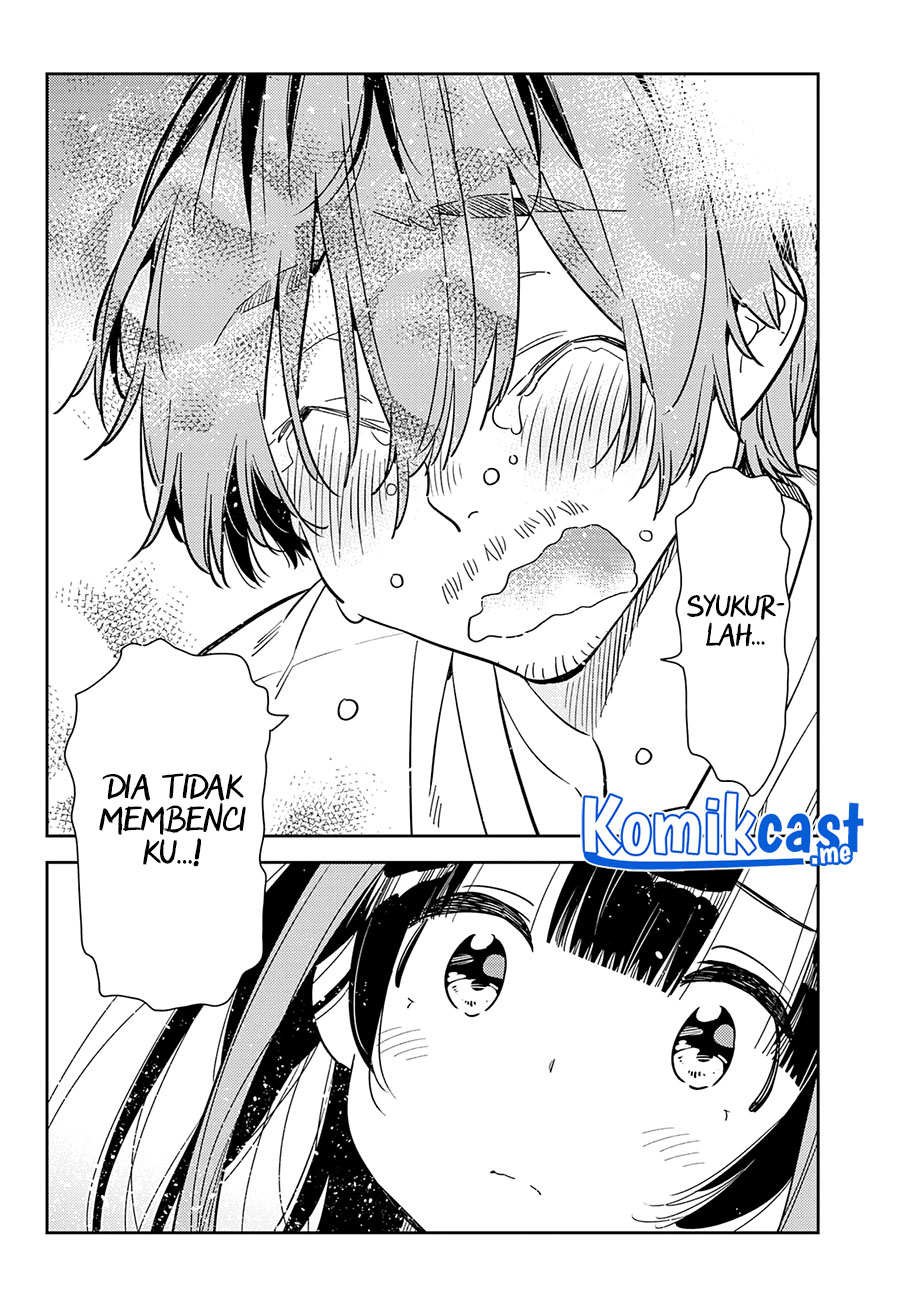 SYUKUR-
LAH...
DIA TIDAK
MEMBENCI
KU...!
Komikcast
.me